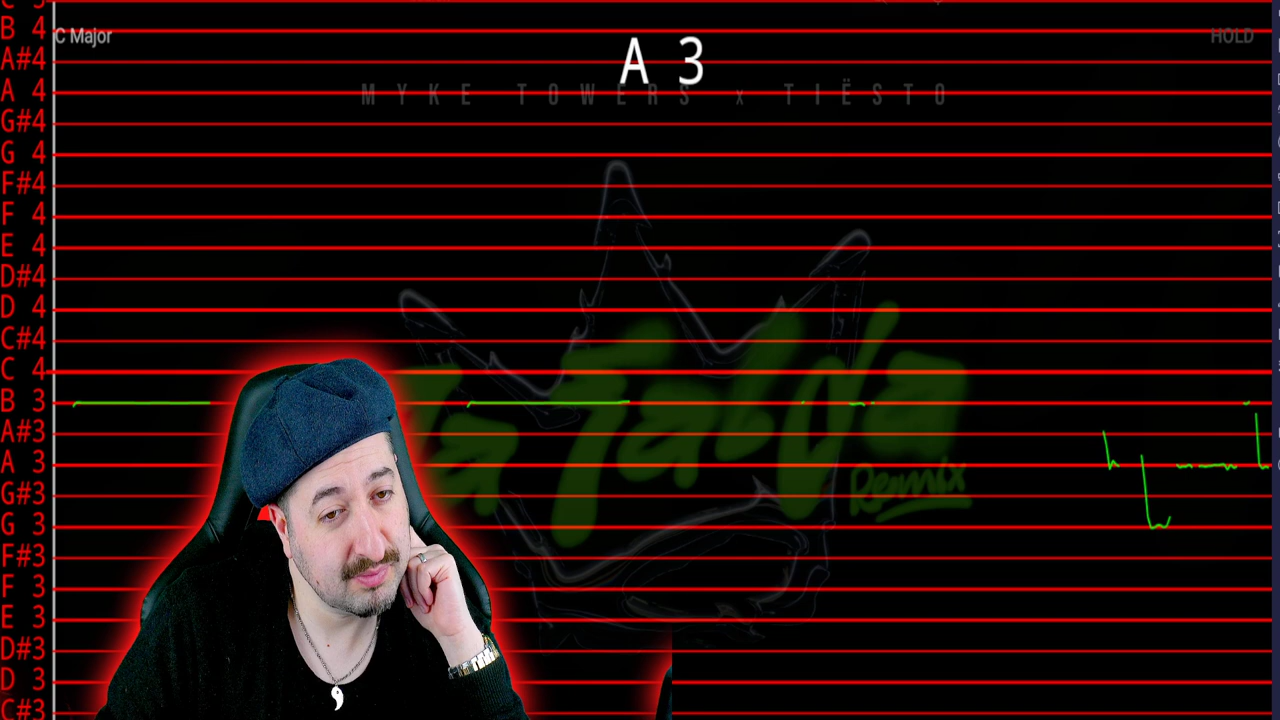 C 5
B 4
C Major
HOLD
A#4
A 3
A 4
MYKE TOWERS x TIËSTO
G#4
G 4
F#4
F 4
E 4
D#4
D 4
C#4
C 4
B 3
La Falda
A#3
A 3
Remix
G#3
G 3
F#3
F 3
E 3
D#3
D 3
C#3